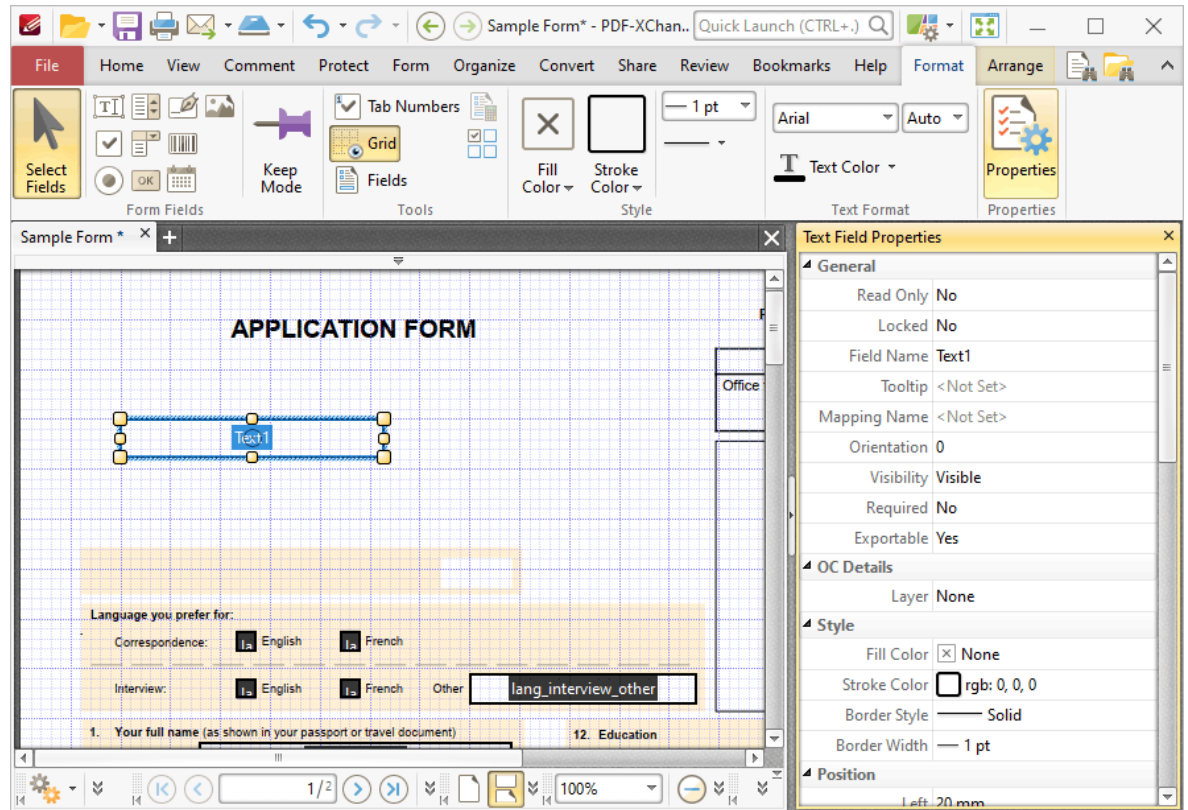 Sample Form* - PDF-XChan..
Quick Launch (CTRL+.)
File Home View Comment Protect Form Organize Convert Share Review Bookmarks Help Format Arrange
Select Fields
OK
Form Fields
Keep Mode
Tab Numbers
Grid
Fields
Tools
Fill Color
Stroke Color
1 pt
Style
Arial
Auto
Text Color
Text Format
Properties
Properties
Sample Form *
APPLICATION FORM
Office
Text1
Language you prefer for:
Correspondence: English French
Interview: English French Other lang_interview_other
1. Your full name (as shown in your passport or travel document)
12. Education
1/2
100%
Text Field Properties
General
Read Only No
Locked No
Field Name Text1
Tooltip <Not Set>
Mapping Name <Not Set>
Orientation 0
Visibility Visible
Required No
Exportable Yes
OC Details
Layer None
Style
Fill Color None
Stroke Color rgb: 0, 0, 0
Border Style Solid
Border Width 1 pt
Position
Left 20 mm